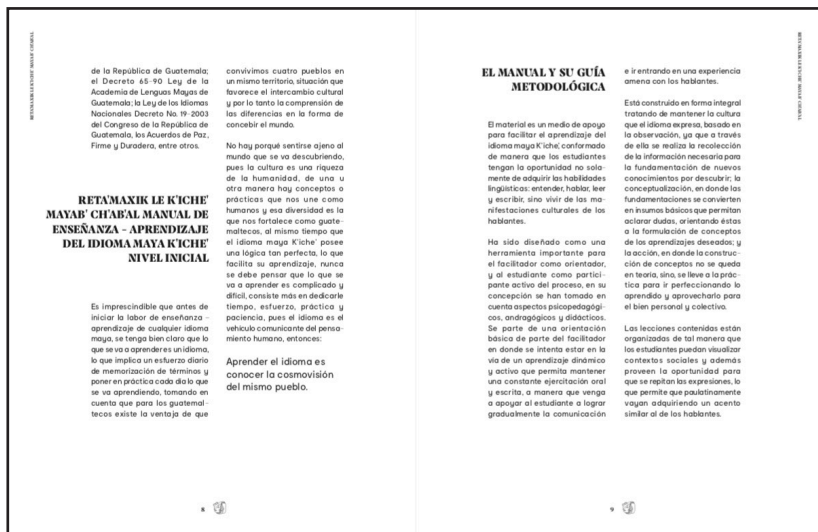 RETA'MAXIK LE K'ICHE' MAYAB' CH'AB'AL
de la República de Guatemala;
el Decreto 65-90 Ley de la
Academia de Lenguas Mayas de
Guatemala; la Ley de los Idiomas
Nacionales Decreto No. 19-2003
del Congreso de la República de
Guatemala, los Acuerdos de Paz,
Firme y Duradera, entre otros.
RETA'MAXIK LE K'ICHE'
MAYAB' CH'AB'AL MANUAL DE
ENSEÑANZA – APRENDIZAJE
DEL IDIOMA MAYA K'ICHE'
NIVEL INICIAL
Es imprescindible que antes de
iniciar la labor de enseñanza -
aprendizaje de cualquier idioma
maya, se tenga bien claro que lo
que se va a aprender es un idioma,
lo que implica un esfuerzo diario
de memorización de términos y
poner en práctica cada día lo que
se va aprendiendo, tomando en
cuenta que para los guatemal-
tecos existe la ventaja de que
convivimos cuatro pueblos en
un mismo territorio, situación que
favorece el intercambio cultural
y por lo tanto la comprensión de
las diferencias en la forma de
concebir el mundo.
No hay porqué sentirse ajeno al
mundo que se va descubriendo,
pues la cultura es una riqueza
de la humanidad, de una u
otra manera hay conceptos o
prácticas que nos une como
humanos y esa diversidad es la
que nos fortalece como guate-
maltecos, al mismo tiempo que
el idioma maya K'iche' posee
una lógica tan perfecta, lo que
facilita su aprendizaje, nunca
se debe pensar que lo que se
va a aprender es complicado y
difícil, consiste más en dedicarle
tiempo, esfuerzo, práctica y
paciencia, pues el idioma es el
vehículo comunicante del pensa-
miento humano, entonces:
Aprender el idioma es
conocer la cosmovisión
del mismo pueblo.
8
EL MANUAL Y SU GUÍA
METODOLÓGICA
El material es un medio de apoyo
para facilitar el aprendizaje del
idioma maya K'iche', conformado
de manera que los estudiantes
tengan la oportunidad no sola-
mente de adquirir las habilidades
lingüísticas: entender, hablar, leer
y escribir, sino vivir de las ma-
nifestaciones culturales de los
hablantes.
Ha sido diseñado como una
herramienta importante para
el facilitador como orientador,
y al estudiante como partici-
pante activo del proceso, en su
concepción se han tomado en
cuenta aspectos psicopedagógi-
cos, andragógicos y didácticos.
Se parte de una orientación
básica de parte del facilitador
en donde se intenta estar en la
vía de un aprendizaje dinámico
y activo que permita mantener
una constante ejercitación oral
y escrita, a manera que venga
a apoyar al estudiante a lograr
gradualmente la comunicación
e ir entrando en una experiencia
amena con los hablantes.
Está construido en forma integral
tratando de mantener la cultura
que el idioma expresa, basado en
la observación, ya que a través
de ella se realiza la recolección
de la información necesaria para
la fundamentación de nuevos
conocimientos por descubrir; la
conceptualización, en donde las
fundamentaciones se convierten
en insumos básicos que permitan
aclarar dudas, orientando éstas
a la formulación de conceptos
de los aprendizajes deseados; y
la acción, en donde la construc-
ción de conceptos no se queda
en teoría, sino, se lleve a la prác-
tica para ir perfeccionando lo
aprendido y aprovecharlo para
el bien personal y colectivo.
Las lecciones contenidas están
organizadas de tal manera que
los estudiantes puedan visualizar
contextos sociales y además
proveen la oportunidad para
que se repitan las expresiones, lo
que permite que paulatinamente
vayan adquiriendo un acento
similar al de los hablantes.
9
RETA'MAXIK LE K'ICHE' MAYAB' CH'AB'AL